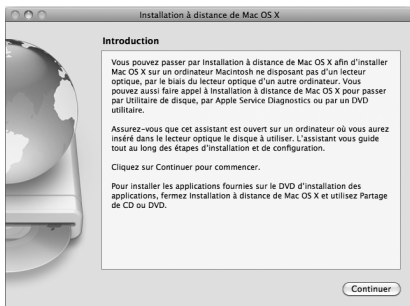 Installation à distance de Mac OS X
Introduction
Vous pouvez passer par Installation à distance de Mac OS X afin d'installer
Mac OS X sur un ordinateur Macintosh ne disposant pas d'un lecteur
optique, par le biais du lecteur optique d'un autre ordinateur. Vous
pouvez aussi faire appel à Installation à distance de Mac OS X pour passer
par Utilitaire de disque, par Apple Service Diagnostics ou par un DVD
utilitaire.
Assurez-vous que cet assistant est ouvert sur un ordinateur où vous aurez
inséré dans le lecteur optique le disque à utiliser. L'assistant vous guide
tout au long des étapes d'installation et de configuration.
Cliquez sur Continuer pour commencer.
Pour installer les applications fournies sur le DVD d'installation des
applications, fermez Installation à distance de Mac OS X et utilisez Partage
de CD ou DVD.
Continuer